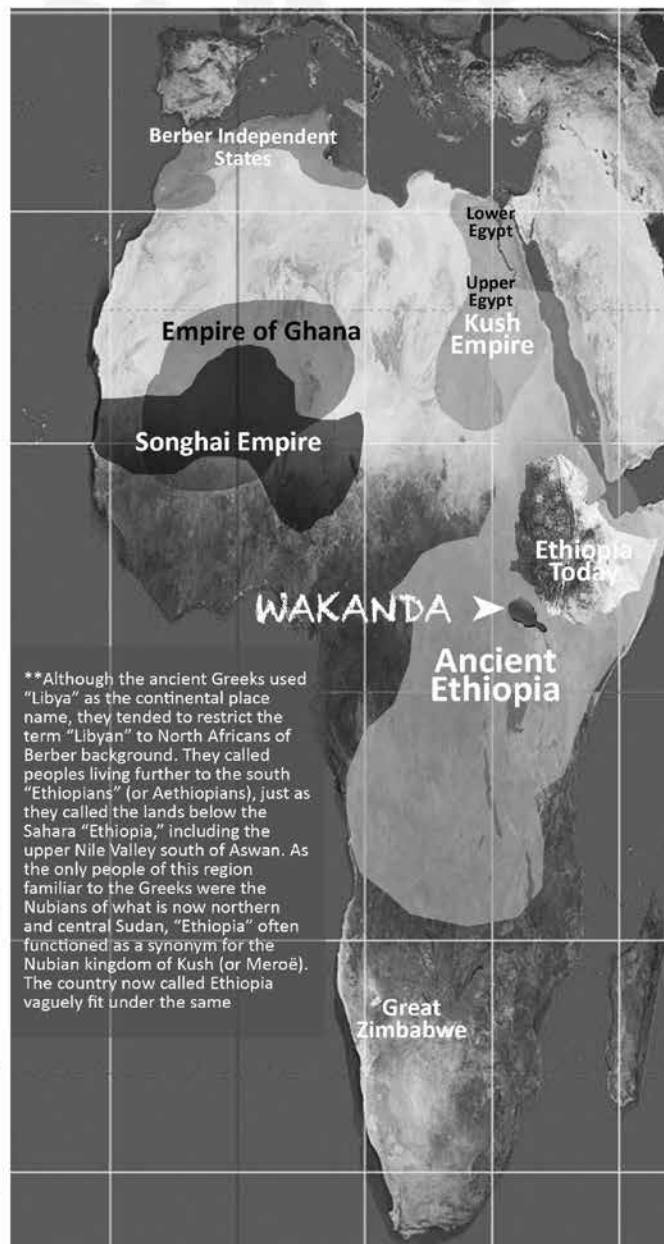 Berber Independent
States
Lower
Egypt
Upper
Egypt
Kush
Empire
Empire of Ghana
Songhai Empire
Ethiopia
Today
WAKANDA
Ancient
Ethiopia
**Although the ancient Greeks used
“Libya” as the continental place
name, they tended to restrict the
term “Libyan” to North Africans of
Berber background. They called
peoples living further to the south
“Ethiopians” (or Aethiopians), just as
they called the lands below the
Sahara “Ethiopia,” including the
upper Nile Valley south of Aswan. As
the only people of this region
familiar to the Greeks were the
Nubians of what is now northern
and central Sudan, “Ethiopia” often
functioned as a synonym for the
Nubian kingdom of Kush (or Meroë).
The country now called Ethiopia
vaguely fit under the same
Great
Zimbabwe